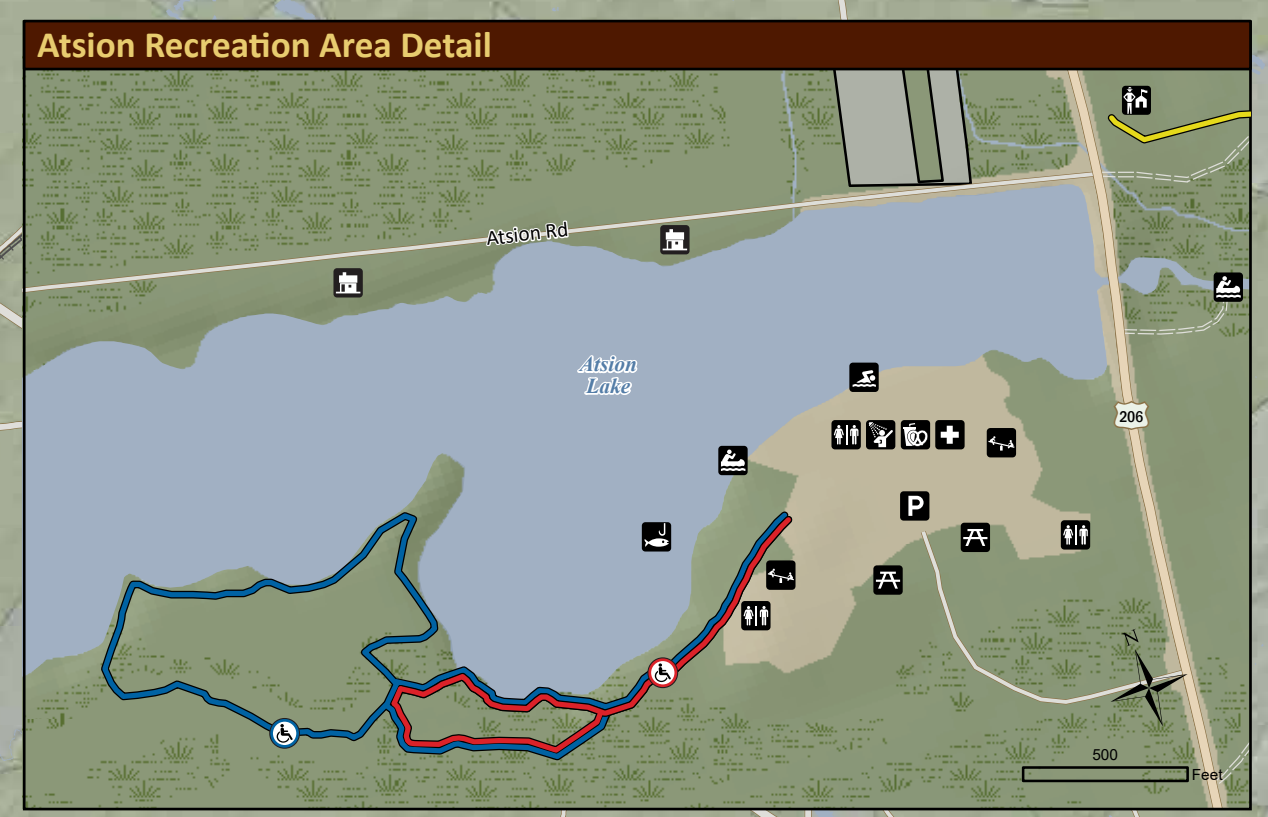 Atsion Recreation Area Detail
Atsion Rd
Atsion
Lake
206
P
N
500
Feet